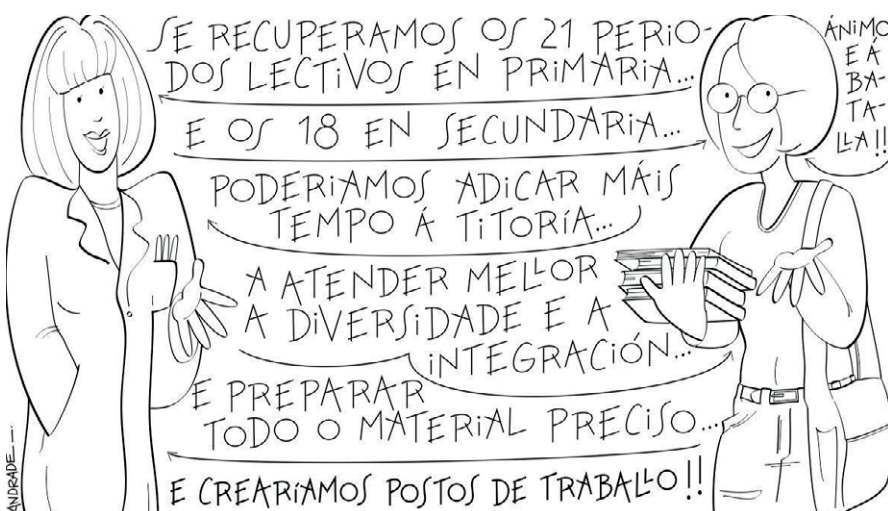 SE RECUPERAMOS OS 21 PERIO-
DOS LECTIVOS EN PRIMARIA...
E OS 18 EN SECUNDARIA...
PODERIAMOS ADICAR MÁIS
TEMPO Á TITORÍA...
A ATENDER MELLOR
A DIVERSIDADE E A
INTEGRACIÓN...
E PREPARAR
TODO O MATERIAL PRECISO...
E CREARIAMOS POSTOS DE TRABALLO!!
ÁNIMO
E Á
BA-
TA-
LLA!!
ANDRADE